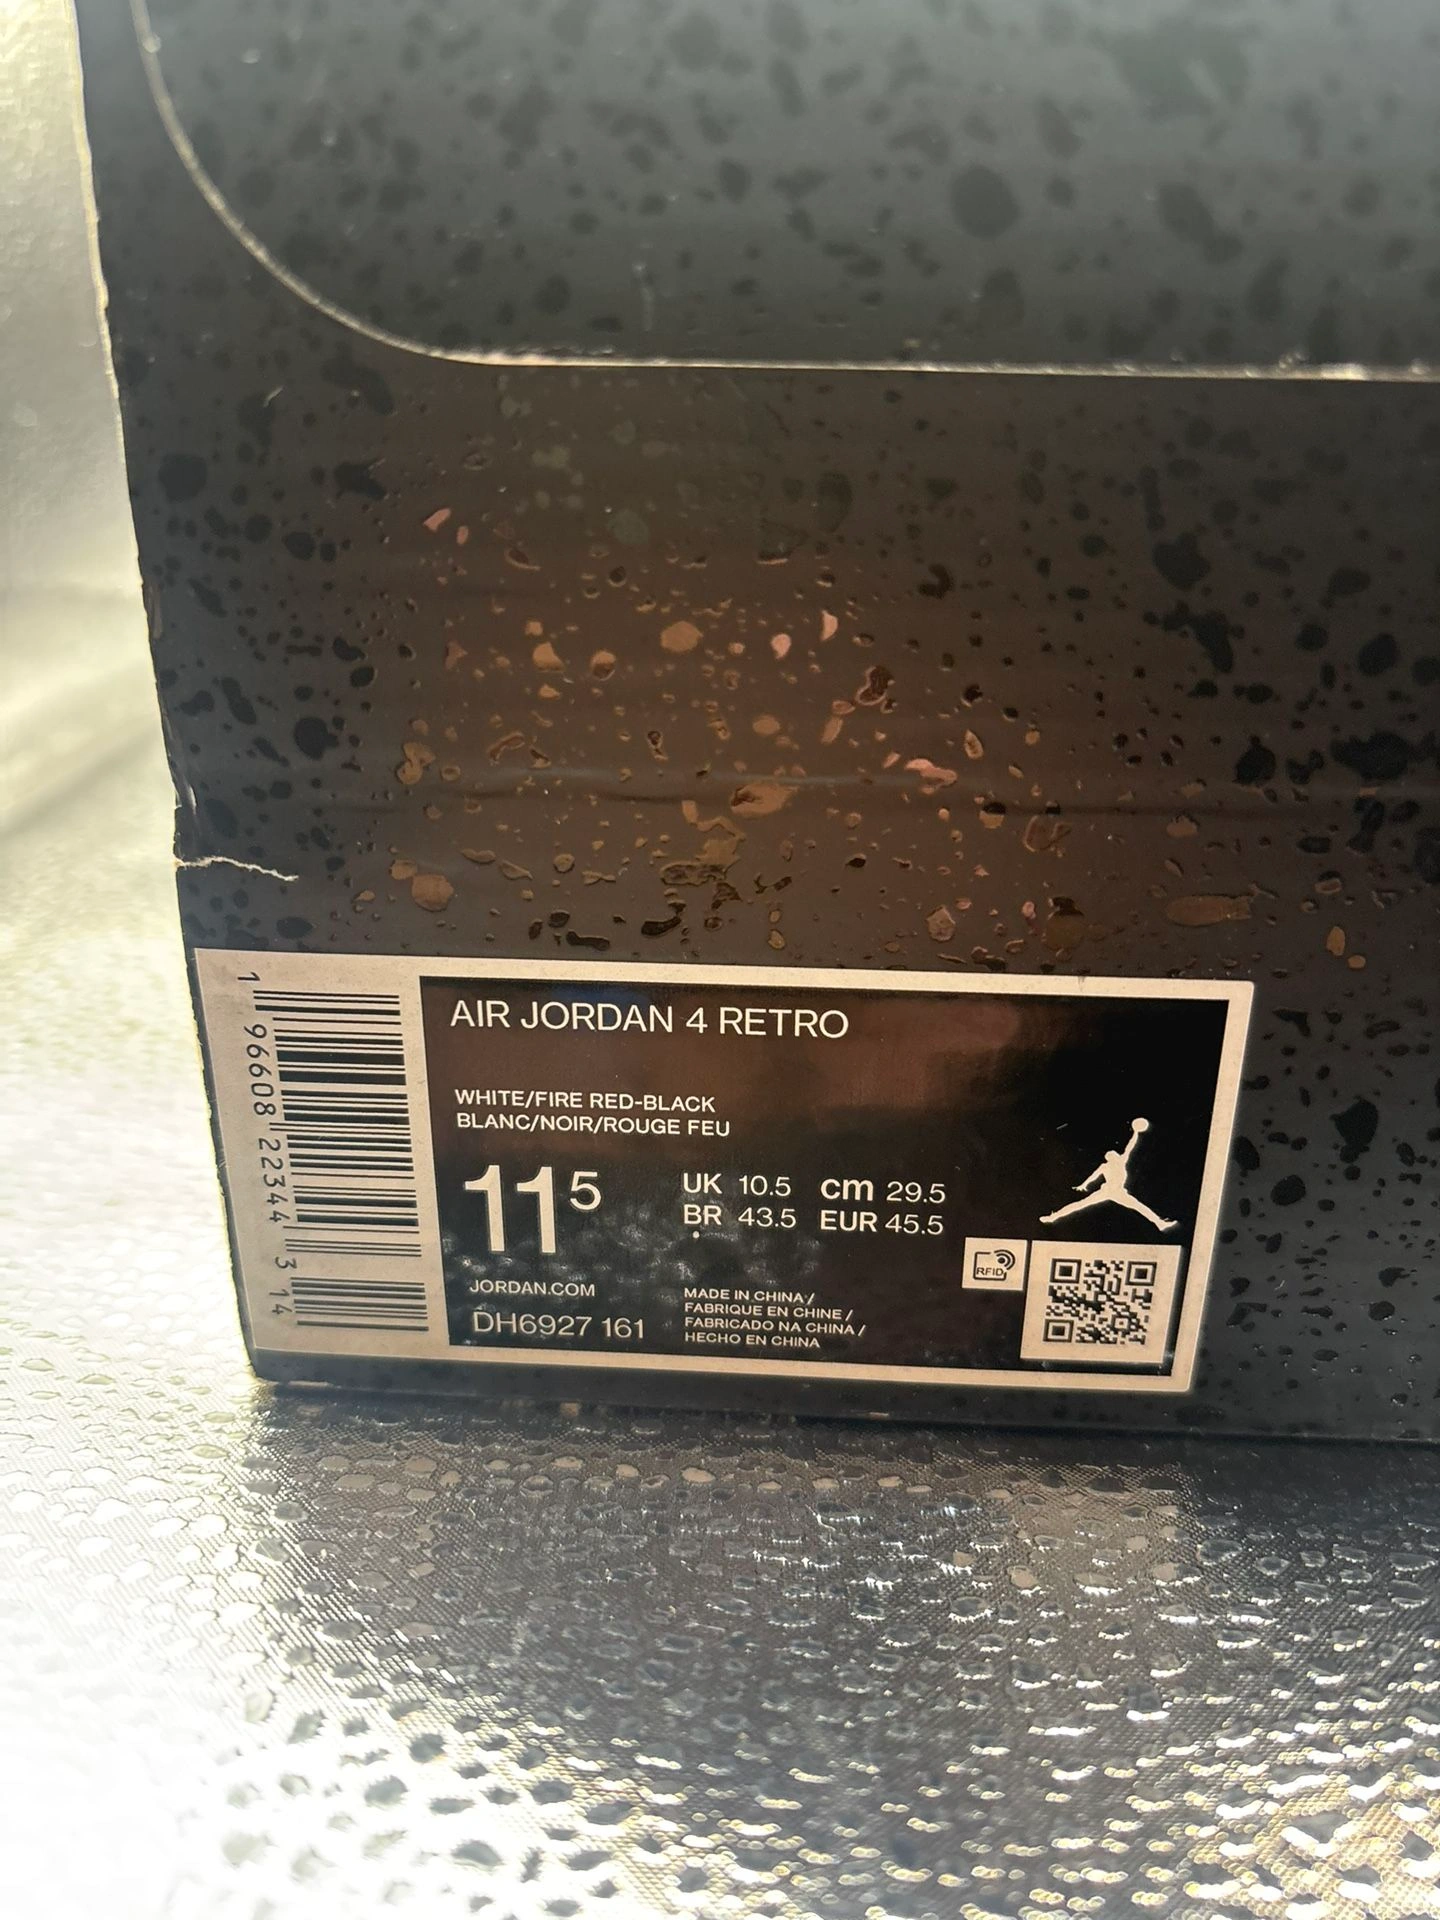 AIR JORDAN 4 RETRO
WHITE/FIRE RED-BLACK
BLANC/NOIR/ROUGE FEU
11 5
UK 10.5 cm 29.5
BR 43.5 EUR 45.5
JORDAN.COM
DH6927 161
MADE IN CHINA /
FABRIQUE EN CHINE /
FABRICADO NA CHINA /
HECHO EN CHINA
RFID
1 96608 22344 3 14